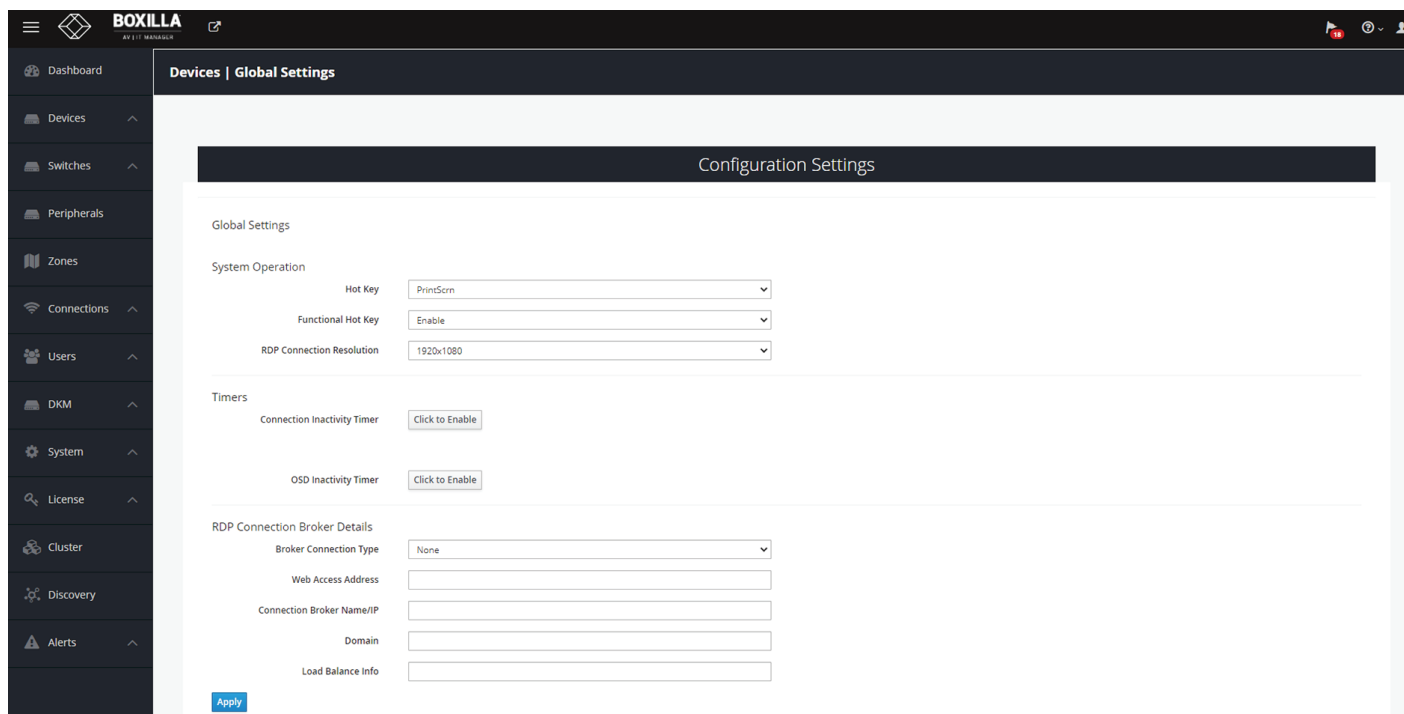 BOXILLA
AV | IT MANAGER
18
Dashboard
Devices | Global Settings
Devices
Switches
Peripherals
Zones
Connections
Users
DKM
System
License
Cluster
Discovery
Alerts
Configuration Settings
Global Settings
System Operation
Hot Key PrintScrn
Functional Hot Key Enable
RDP Connection Resolution 1920x1080
Timers
Connection Inactivity Timer Click to Enable
OSD Inactivity Timer Click to Enable
RDP Connection Broker Details
Broker Connection Type None
Web Access Address
Connection Broker Name/IP
Domain
Load Balance Info
Apply